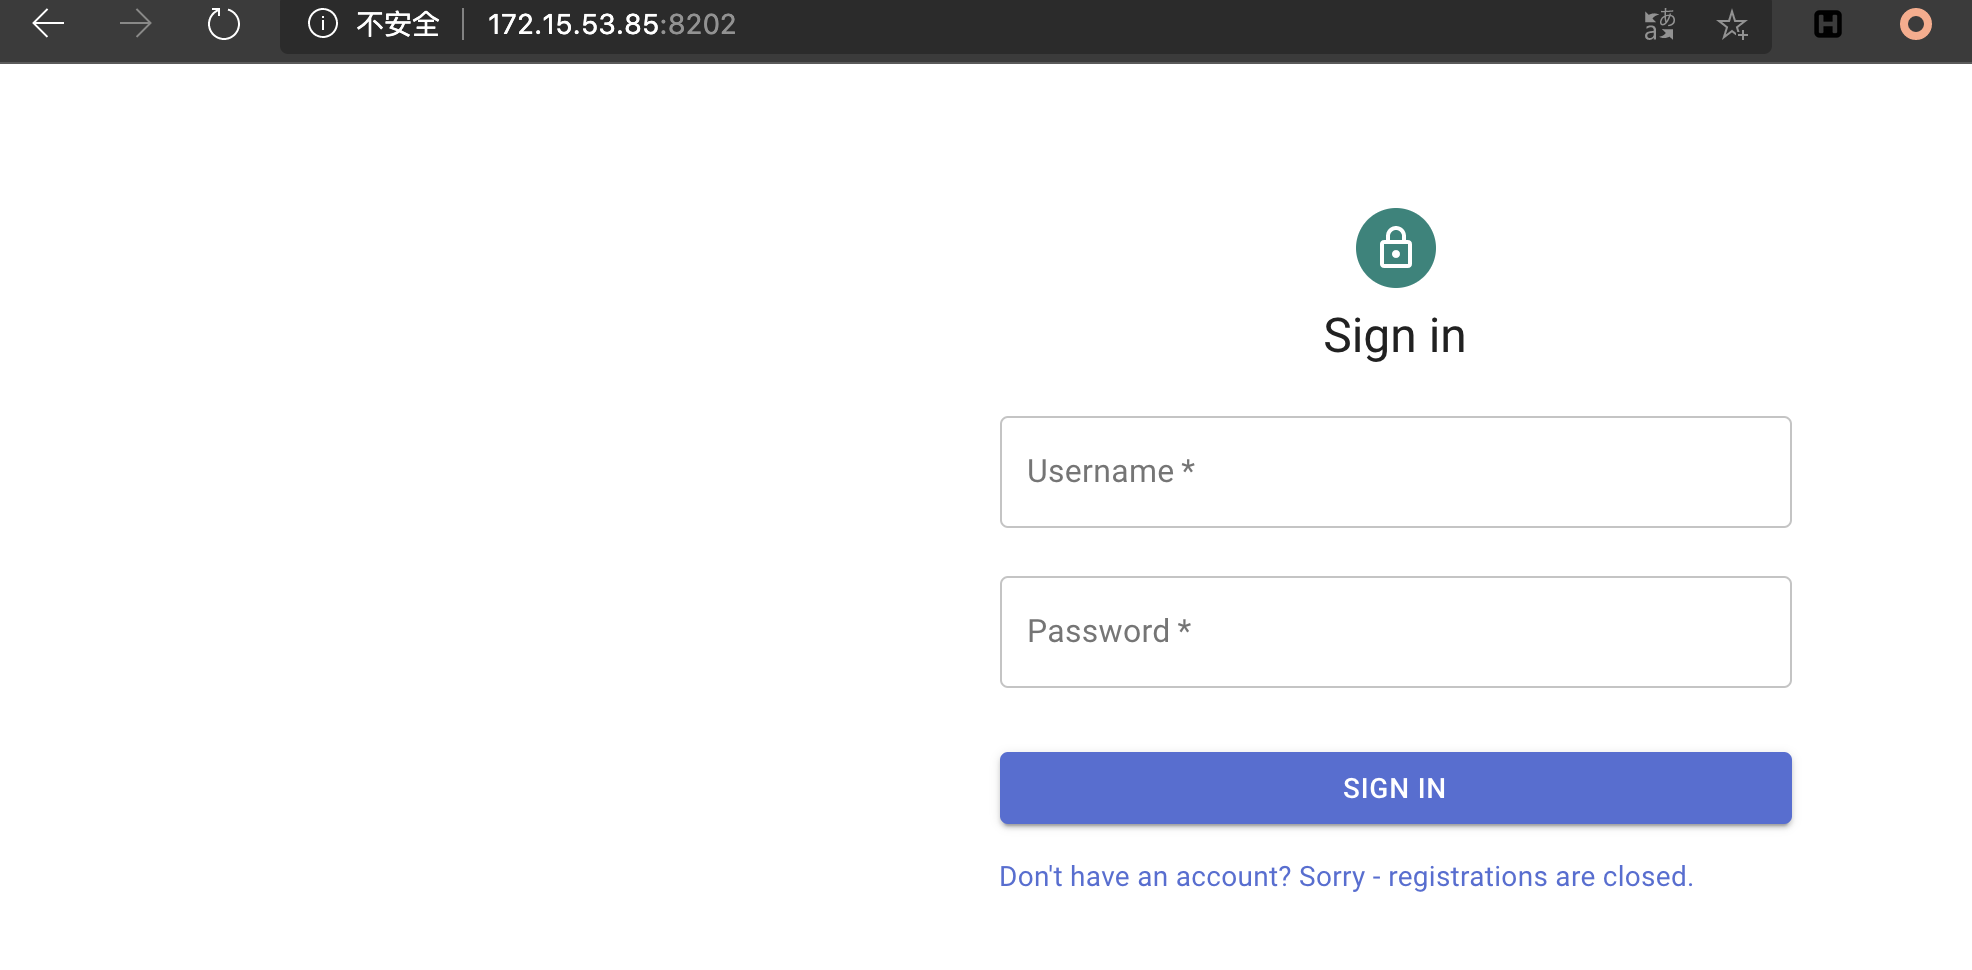 不安全 172.15.53.85:8202
Sign in
Username *
Password *
SIGN IN
Don't have an account? Sorry - registrations are closed.